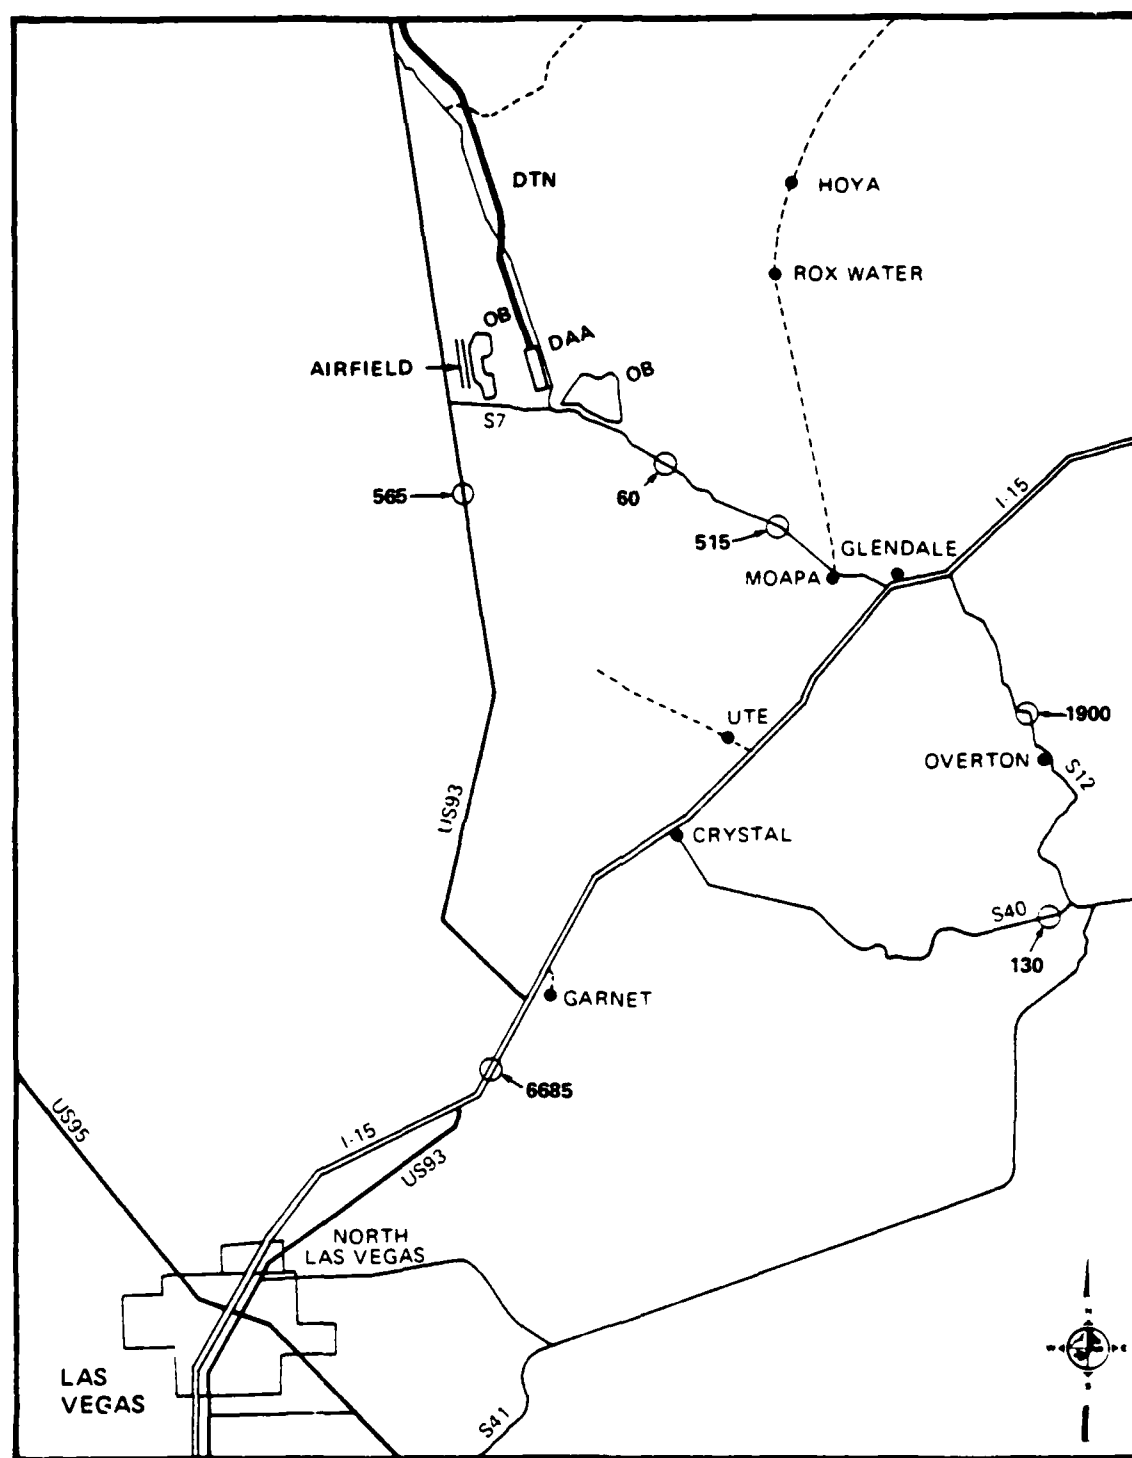 DTN
HOYA
ROX WATER
OB
DAA
AIRFIELD
OB
S7
I-15
565
60
515
GLENDALE
MOAPA
1900
UTE
OVERTON
S12
US93
CRYSTAL
S40
130
GARNET
6685
US95
I-15
US93
NORTH
LAS VEGAS
N
W
E
S
LAS
VEGAS
S41